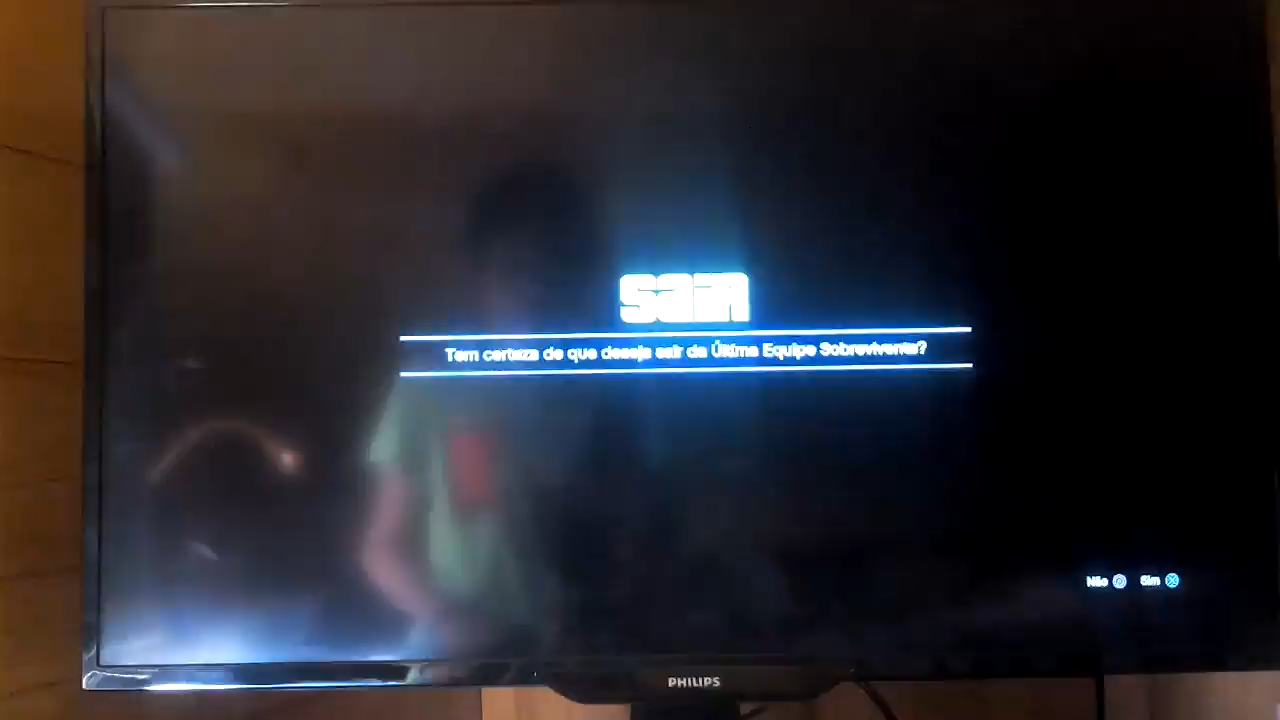 sair
Tem certeza de que deseja sair da Última Equipe Sobrevivente?
Não Sim
PHILIPS